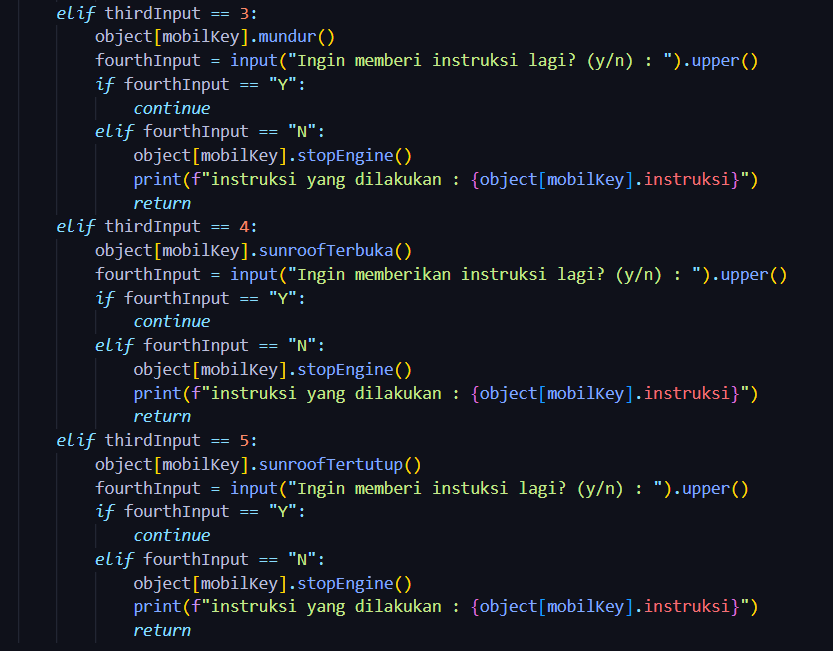 elif thirdInput == 3:
object[mobilKey].mundur()
fourthInput = input("Ingin memberi instruksi lagi? (y/n) : ").upper()
if fourthInput == "Y":
continue
elif fourthInput == "N":
object[mobilKey].stopEngine()
print(f"instruksi yang dilakukan : {object[mobilKey].instruksi}")
return
elif thirdInput == 4:
object[mobilKey].sunroofTerbuka()
fourthInput = input("Ingin memberikan instruksi lagi? (y/n) : ").upper()
if fourthInput == "Y":
continue
elif fourthInput == "N":
object[mobilKey].stopEngine()
print(f"instruksi yang dilakukan : {object[mobilKey].instruksi}")
return
elif thirdInput == 5:
object[mobilKey].sunroofTertutup()
fourthInput = input("Ingin memberi instuksi lagi? (y/n) : ").upper()
if fourthInput == "Y":
continue
elif fourthInput == "N":
object[mobilKey].stopEngine()
print(f"instruksi yang dilakukan : {object[mobilKey].instruksi}")
return